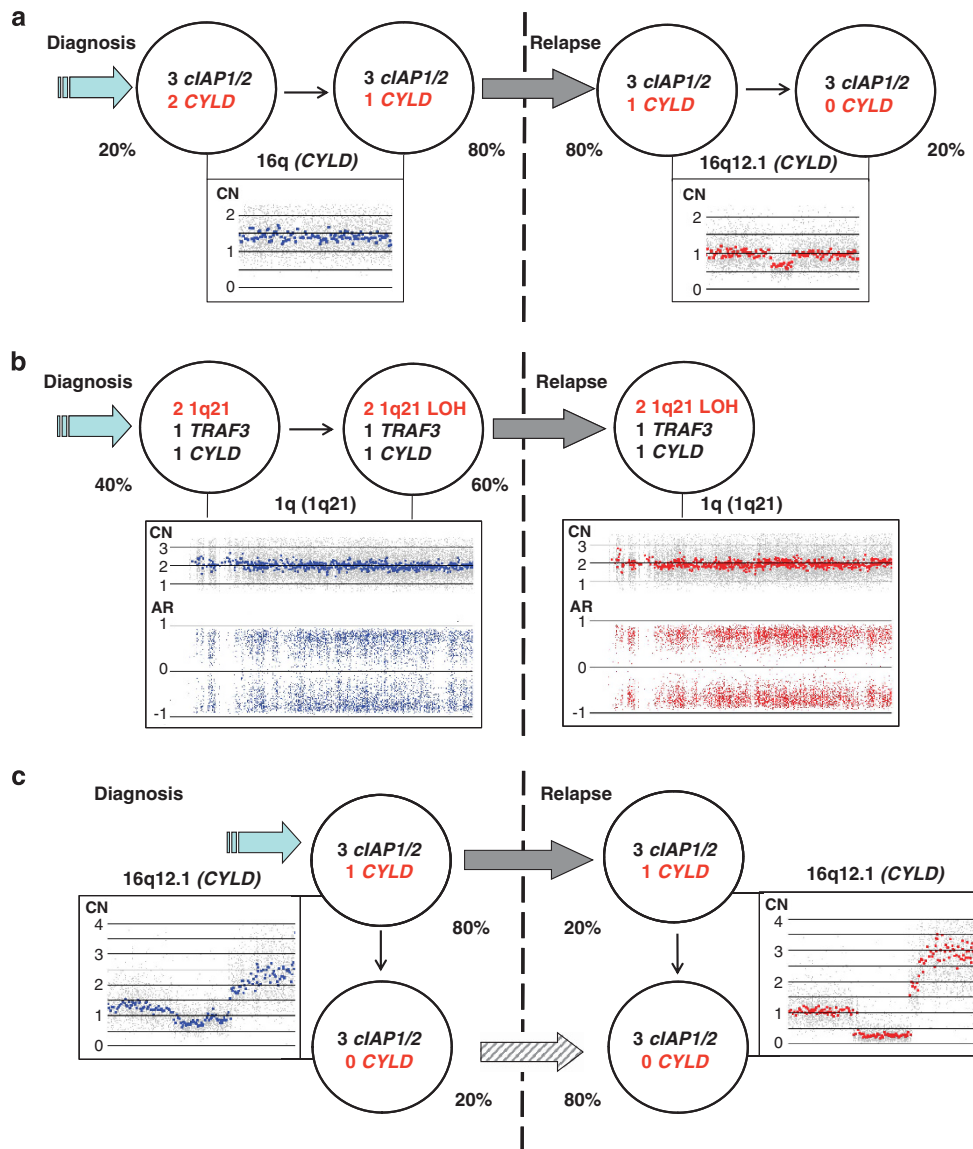 a
Diagnosis
Relapse
3 cIAP1/2
2 CYLD
3 cIAP1/2
1 CYLD
3 cIAP1/2
1 CYLD
3 cIAP1/2
0 CYLD
20%
80%
80%
20%
16q (CYLD)
16q12.1 (CYLD)
CN
2
1
0
CN
2
1
0
b
Diagnosis
Relapse
2 1q21
1 TRAF3
1 CYLD
2 1q21 LOH
1 TRAF3
1 CYLD
2 1q21 LOH
1 TRAF3
1 CYLD
40%
60%
1q (1q21)
1q (1q21)
CN
3
2
1
AR
1
0
-1
CN
3
2
1
AR
1
0
-1
c
Diagnosis
Relapse
3 cIAP1/2
1 CYLD
3 cIAP1/2
1 CYLD
16q12.1 (CYLD)
16q12.1 (CYLD)
80%
20%
CN
4
3
2
1
0
CN
4
3
2
1
0
3 cIAP1/2
0 CYLD
3 cIAP1/2
0 CYLD
20%
80%